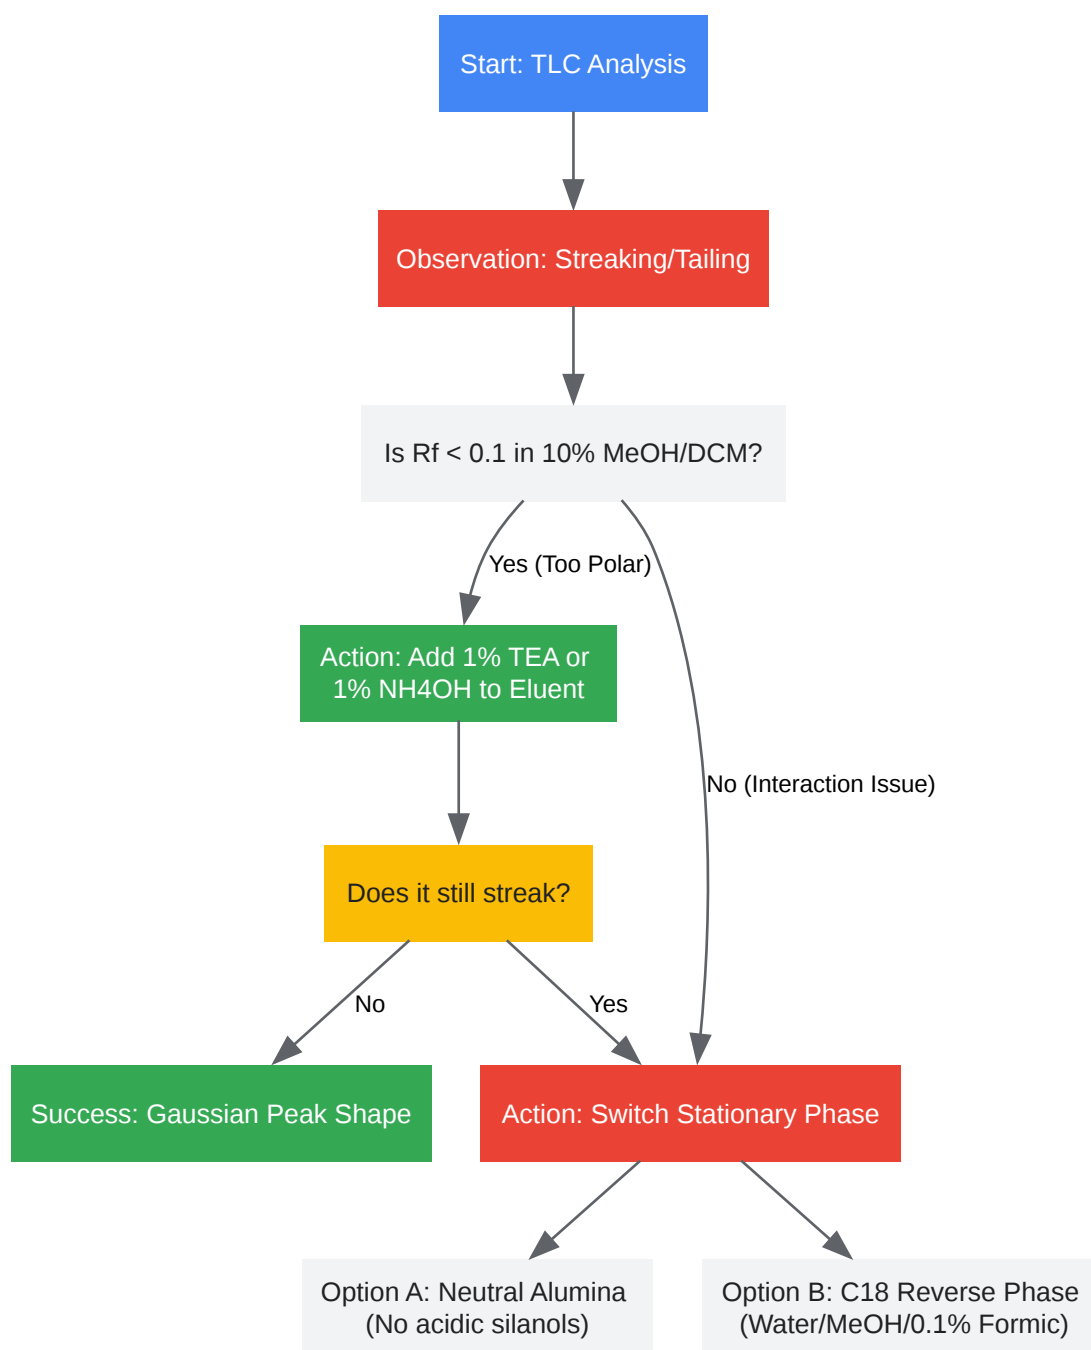 Start: TLC Analysis
Observation: Streaking/Tailing
Is Rf < 0.1 in 10% MeOH/DCM?
Yes (Too Polar)
Action: Add 1% TEA or
1% NH4OH to Eluent
No (Interaction Issue)
Does it still streak?
No
Yes
Success: Gaussian Peak Shape
Action: Switch Stationary Phase
Option A: Neutral Alumina
(No acidic silanols)
Option B: C18 Reverse Phase
(Water/MeOH/0.1% Formic)